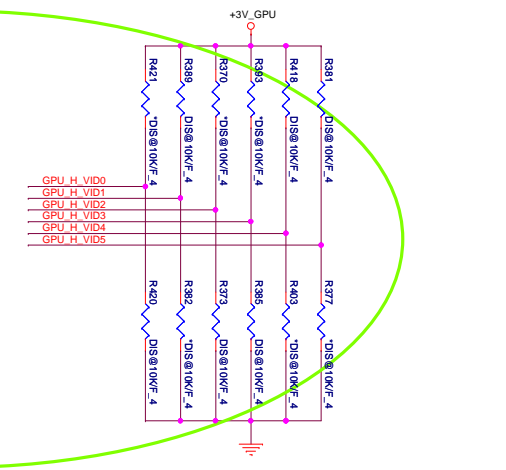 +3V_GPU
R421
R389
R370
R393
R418
R381
*DIS@10K/F_4
DIS@10K/F_4
*DIS@10K/F_4
*DIS@10K/F_4
DIS@10K/F_4
DIS@10K/F_4
GPU_H_VID0
GPU_H_VID1
GPU_H_VID2
GPU_H_VID3
GPU_H_VID4
GPU_H_VID5
R420
R382
R373
R385
R403
R377
DIS@10K/F_4
*DIS@10K/F_4
DIS@10K/F_4
DIS@10K/F_4
*DIS@10K/F_4
*DIS@10K/F_4